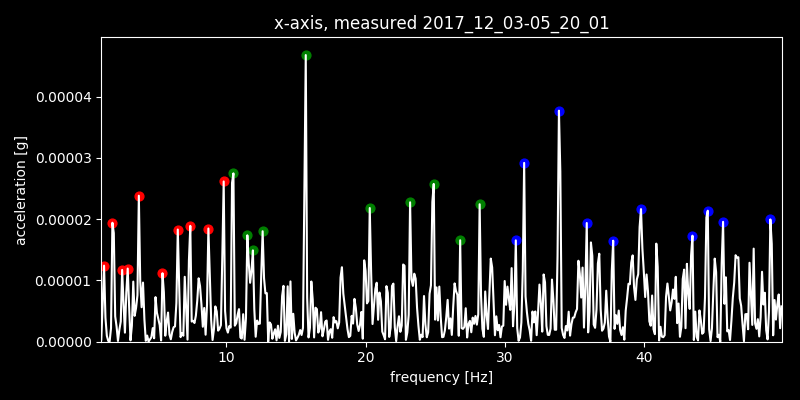 x-axis, measured 2017_12_03-05_20_01
acceleration [g]
0.00004
0.00003
0.00002
0.00001
0.00000
10 20 30 40
frequency [Hz]